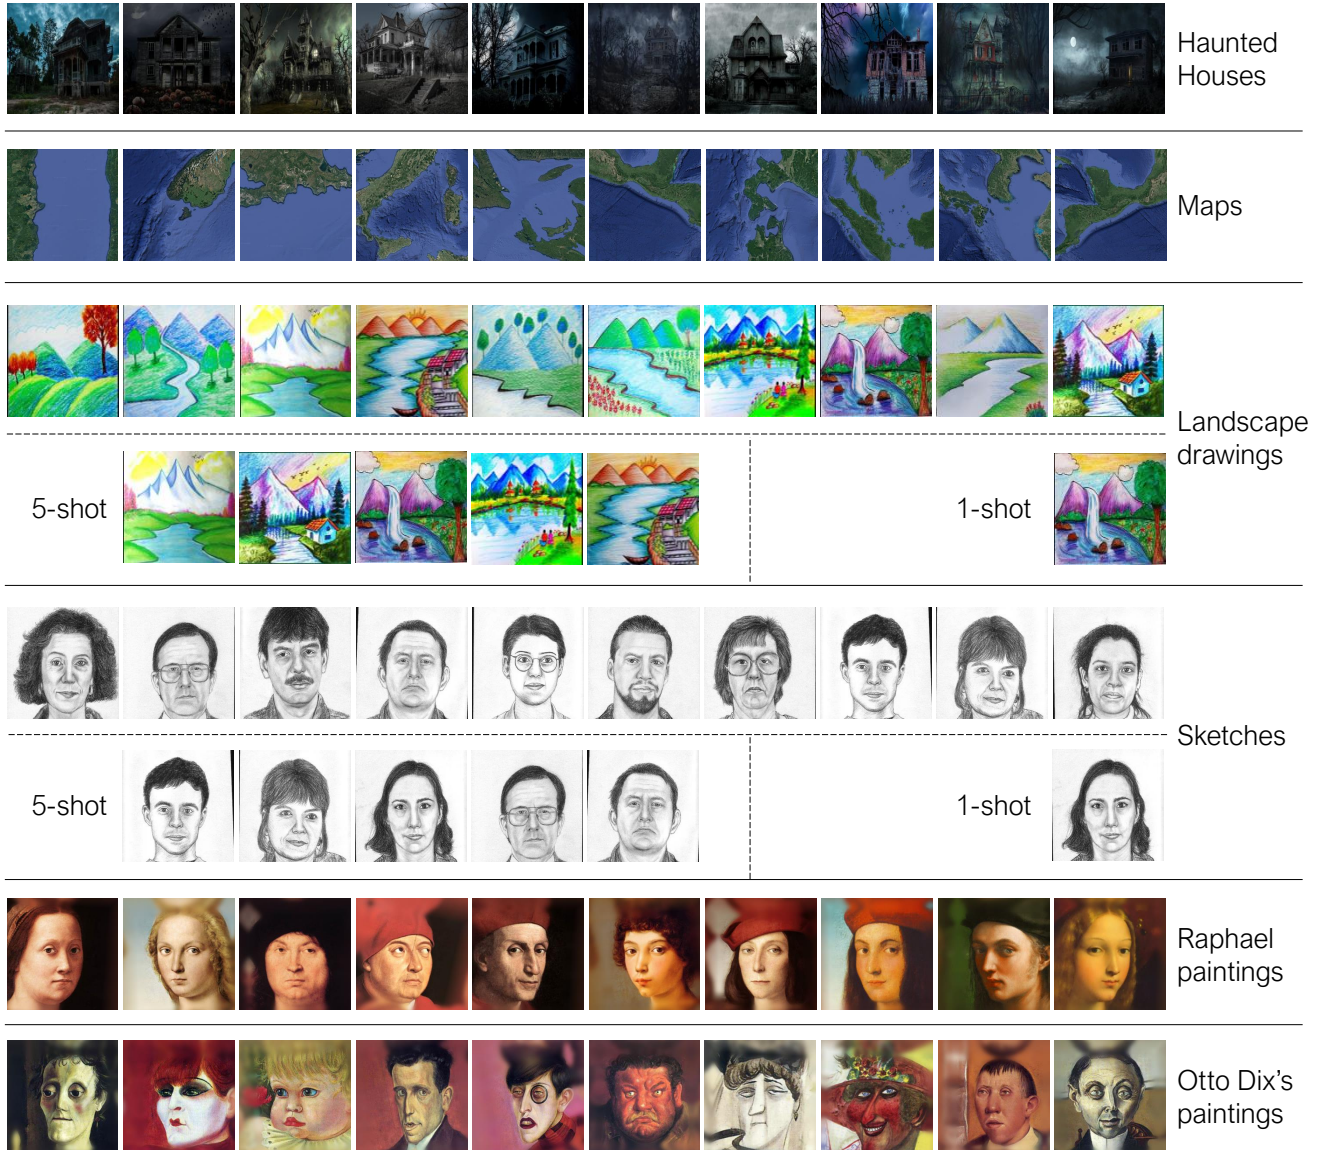 Haunted
Houses
Maps
Landscape
drawings
5-shot
1-shot
Sketches
5-shot
1-shot
Raphael
paintings
Otto Dix's
paintings